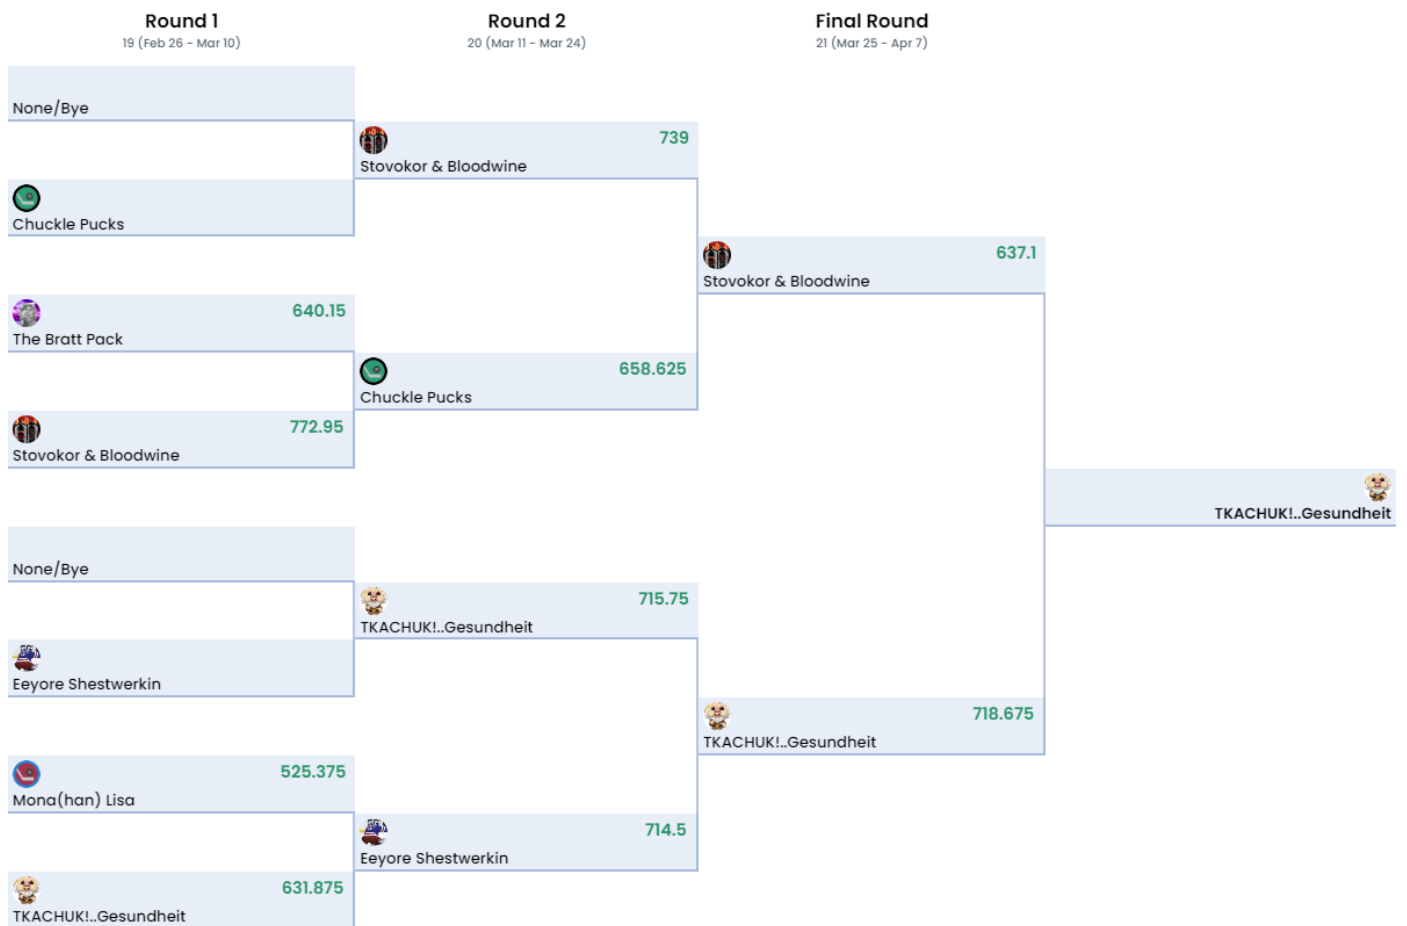 Round 1
19 (Feb 26 - Mar 10)
Round 2
20 (Mar 11 - Mar 24)
Final Round
21 (Mar 25 - Apr 7)
None/Bye
Chuckle Pucks
640.15
The Bratt Pack
772.95
Stovokor & Bloodwine
None/Bye
Eeyore Shestwerkin
525.375
Mona(han) Lisa
631.875
TKACHUK!..Gesundheit
739
Stovokor & Bloodwine
658.625
Chuckle Pucks
715.75
TKACHUK!..Gesundheit
714.5
Eeyore Shestwerkin
637.1
Stovokor & Bloodwine
718.675
TKACHUK!..Gesundheit
TKACHUK!..Gesundheit